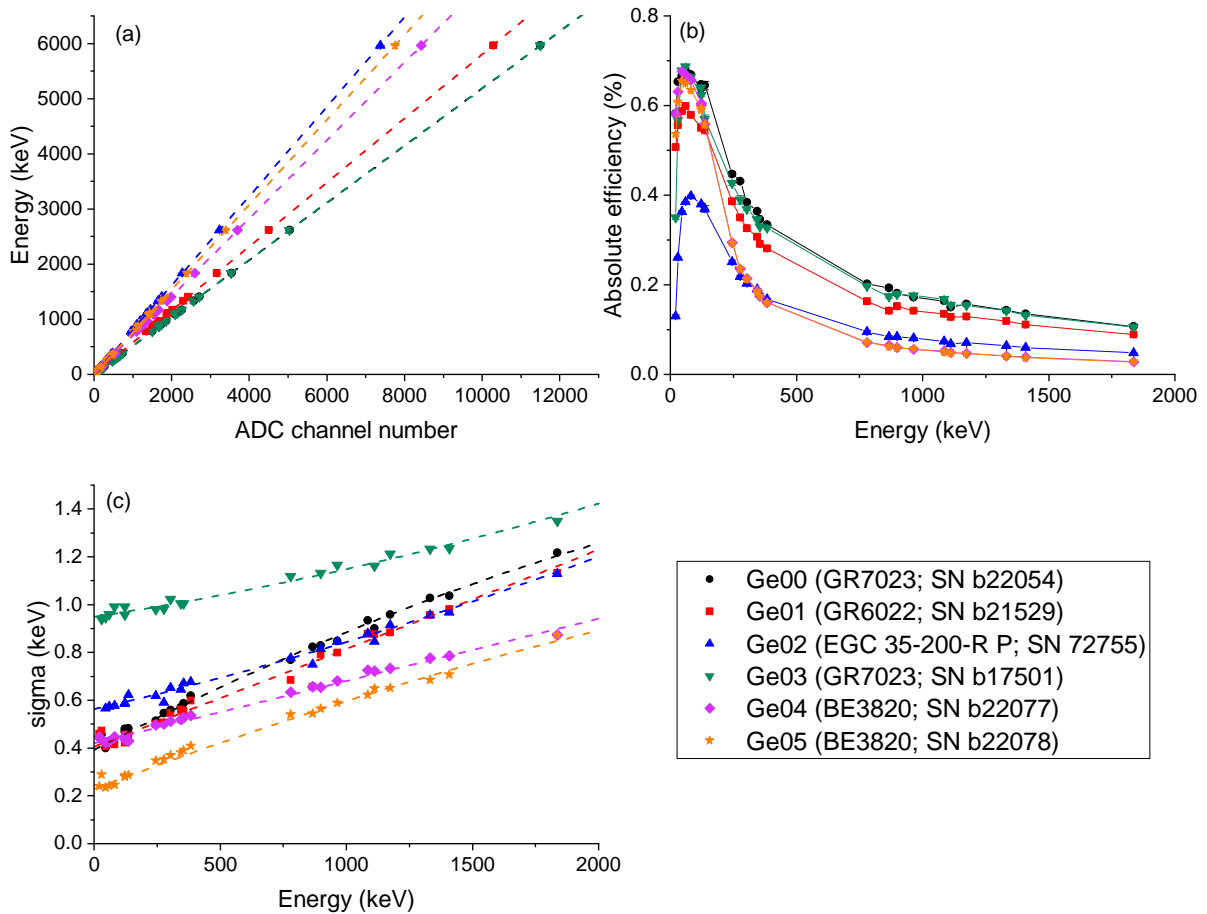 (a)
Energy (keV)
6000
5000
4000
3000
2000
1000
0
0 2000 4000 6000 8000 10000 12000
ADC channel number
(b)
Absolute efficiency (%)
0.8
0.6
0.4
0.2
0.0
0 500 1000 1500 2000
Energy (keV)
(c)
sigma (keV)
1.4
1.2
1.0
0.8
0.6
0.4
0.2
0.0
0 500 1000 1500 2000
Energy (keV)
Ge00 (GR7023; SN b22054)
Ge01 (GR6022; SN b21529)
Ge02 (EGC 35-200-R P; SN 72755)
Ge03 (GR7023; SN b17501)
Ge04 (BE3820; SN b22077)
Ge05 (BE3820; SN b22078)